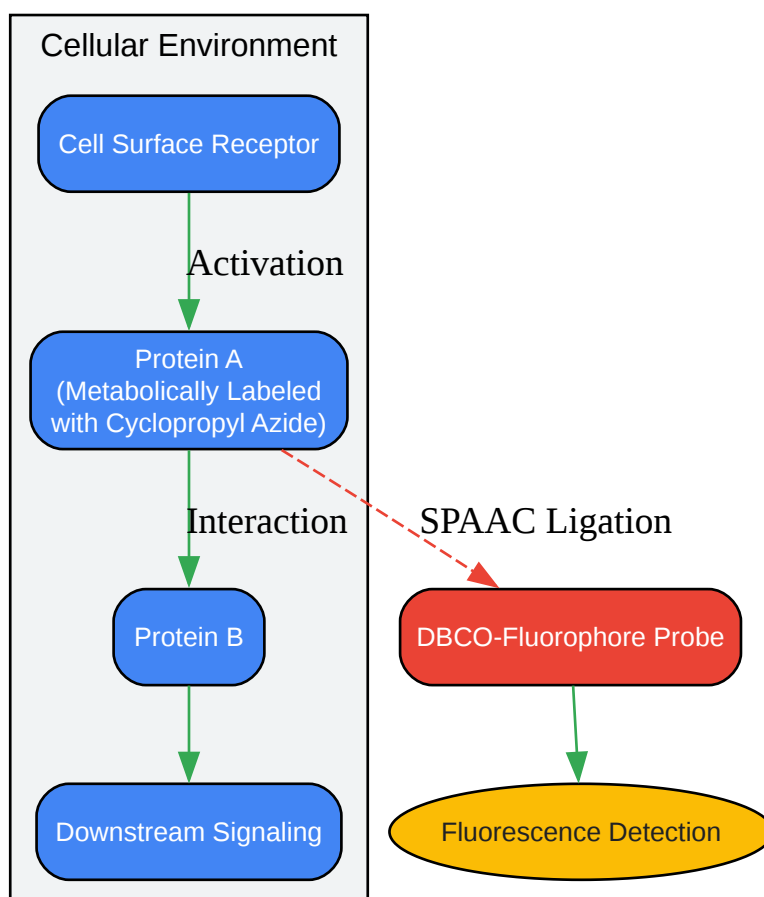 Cellular Environment
Cell Surface Receptor
Activation
Protein A
(Metabolically Labeled
with Cyclopropyl Azide)
Interaction
SPAAC Ligation
Protein B
DBCO-Fluorophore Probe
Downstream Signaling
Fluorescence Detection